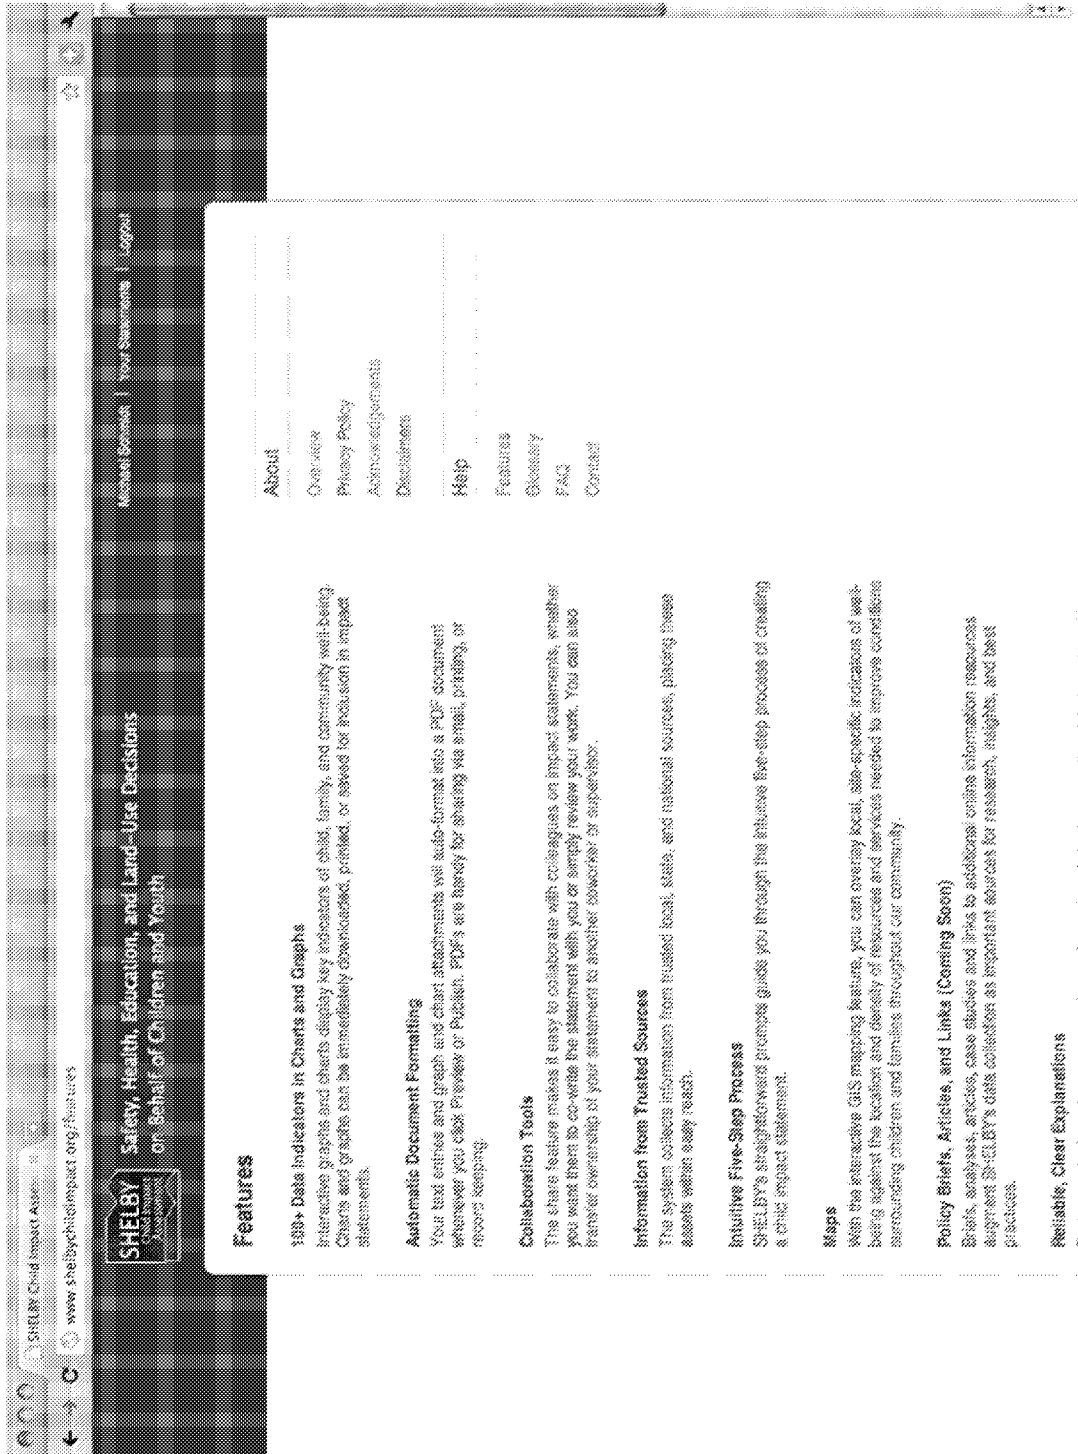 SHELBY Child Impact Assess
www.shelbychildimpact.org/features
SHELBY
Child Impact
Assessment
Safety, Health, Education, and Land-Use Decisions
on Behalf of Children and Youth
| Your Statements | Logout
Features
100+ Data Indicators in Charts and Graphs
Interactive graphs and charts display key indicators of child, family, and community well-being.
Charts and graphs can be immediately downloaded, printed, or saved for inclusion in impact
statements.
Automatic Document Formatting
Your text entries and graph and chart attachments will auto-format into a PDF document
whenever you click Preview or Publish. PDF's are handy for sharing via email, printing, or
record keeping.
Collaboration Tools
The share feature makes it easy to collaborate with colleagues on impact statements, whether
you want them to co-write the statement with you or simply review your work. You can also
transfer ownership of your statement to another coworker or supervisor.
Information from Trusted Sources
The system collects information from trusted local, state, and national sources, placing these
assets within easy reach.
Intuitive Five-Step Process
SHELBY's straightforward prompts guide you through the intuitive five-step process of creating
a child impact statement.
Maps
With the interactive GIS mapping feature, you can overlay local, site-specific indicators of well-
being against the location and density of resources and services needed to improve conditions
surrounding children and families throughout our community.
Policy Briefs, Articles, and Links (Coming Soon)
Briefs, analyses, articles, case studies and links to additional online information resources
augment SHELBY's data collection as important sources for research, insights, and best
practices.
Reliable, Clear Explanations
About
Overview
Privacy Policy
Acknowledgements
Disclaimers
Help
Features
Glossary
FAQ
Contact